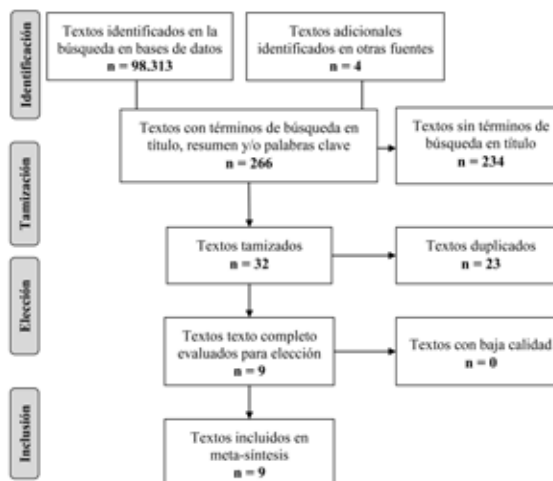 Identificación
Textos identificados en la
búsqueda en bases de datos
n = 98.313
Textos adicionales
identificados en otras fuentes
n = 4
Tamización
Textos con términos de búsqueda en
título, resumen y/o palabras clave
n = 266
Textos sin términos de
búsqueda en título
n = 234
Textos tamizados
n = 32
Textos duplicados
n = 23
Elección
Textos texto completo
evaluados para elección
n = 9
Textos con baja calidad
n = 0
Inclusión
Textos incluidos en
meta-síntesis
n = 9